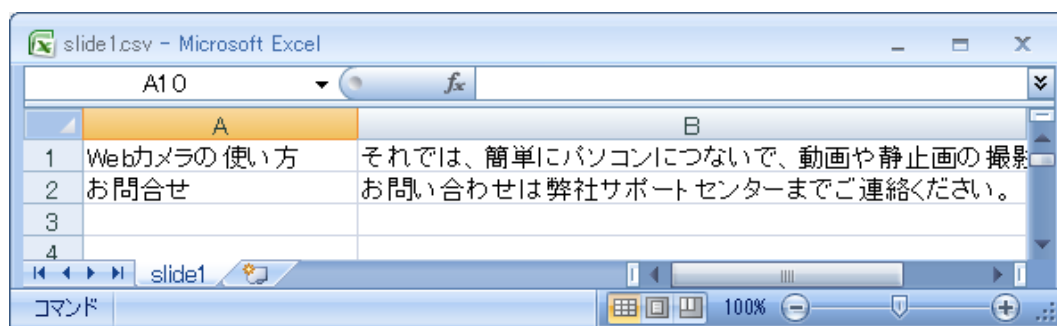 slide1.csv - Microsoft Excel
A10
fx
A B
1 Webカメラの使い方 それでは、簡単にパソコンにつないで、動画や静止画の撮影
2 お問合せ お問い合わせは弊社サポートセンターまでご連絡ください。
3
4
slide1
コマンド 100%